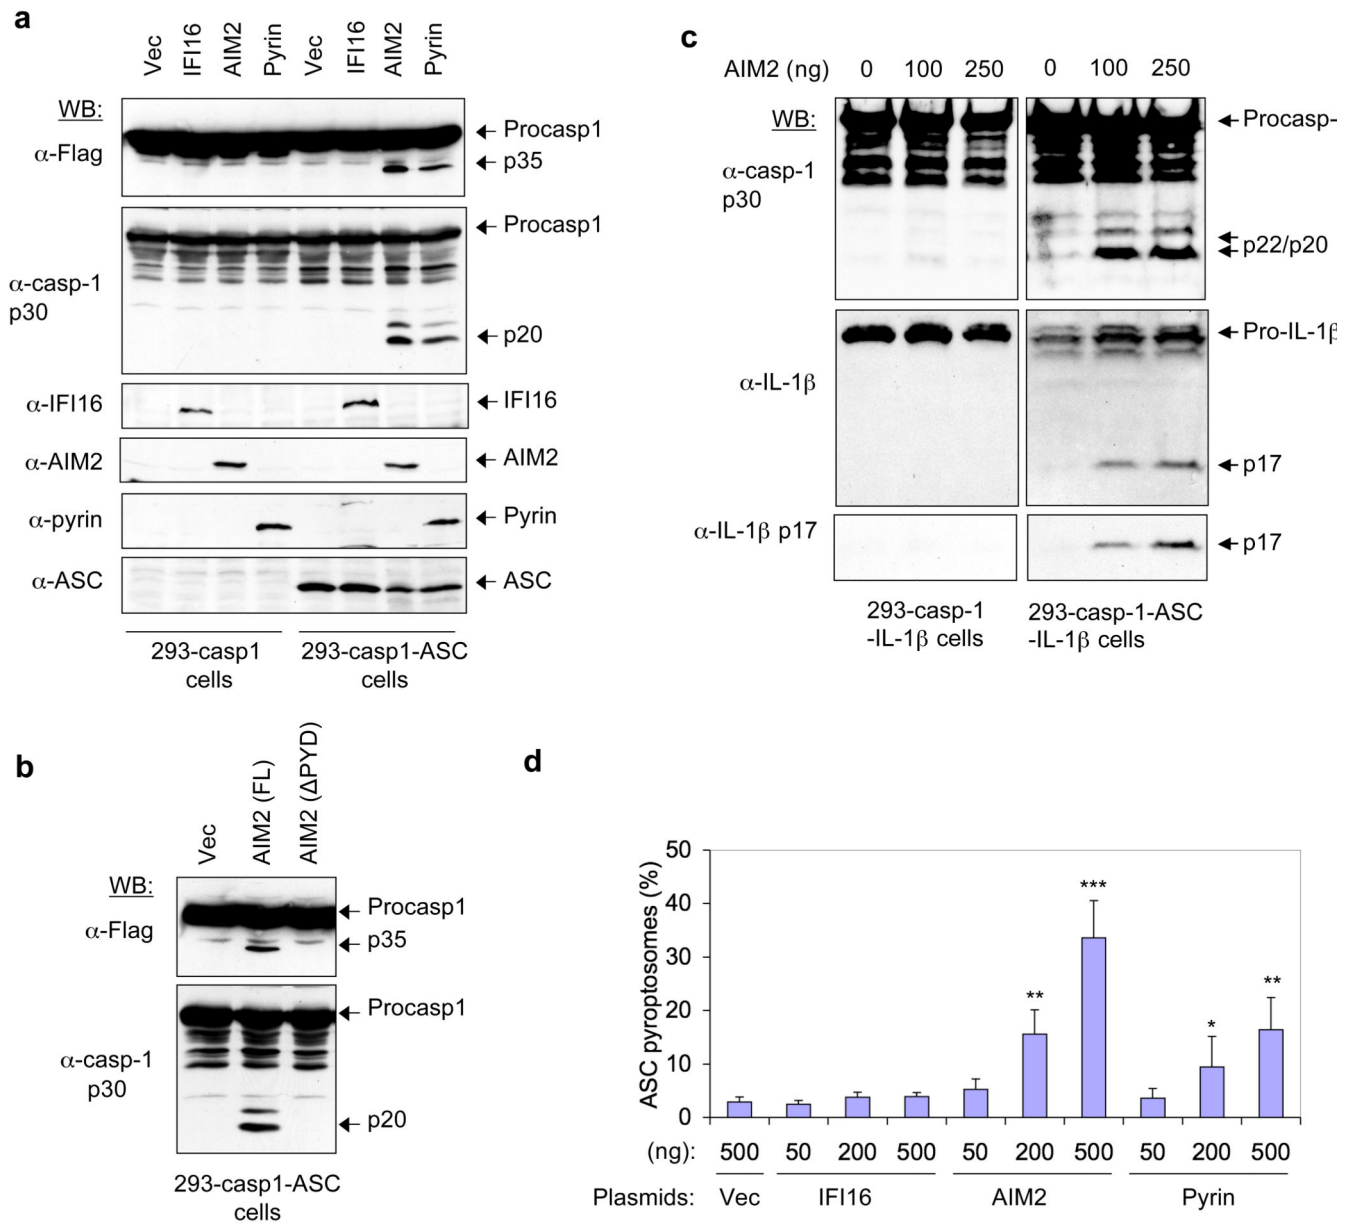 a
Vec IFI16 AIM2 Pyrin Vec IFI16 AIM2 Pyrin
WB:
α-Flag
Procasp1
p35
α-casp-1
p30
Procasp1
p20
α-IFI16
IFI16
α-AIM2
AIM2
α-pyrin
Pyrin
α-ASC
ASC
293-casp1
cells
293-casp1-ASC
cells
b
Vec AIM2 (FL) AIM2 (ΔPYD)
WB:
α-Flag
Procasp1
p35
α-casp-1
p30
Procasp1
p20
293-casp1-ASC
cells
c
AIM2 (ng) 0 100 250 0 100 250
WB:
α-casp-1
p30
Procasp-
p22/p20
α-IL-1β
Pro-IL-1β
p17
α-IL-1β p17
p17
293-casp-1
-IL-1β cells
293-casp-1-ASC
-IL-1β cells
d
ASC pyroptosomes (%)
50
40
30
20
10
0
***
**
**
*
(ng): 500 50 200 500 50 200 500 50 200 500
Plasmids: Vec IFI16 AIM2 Pyrin